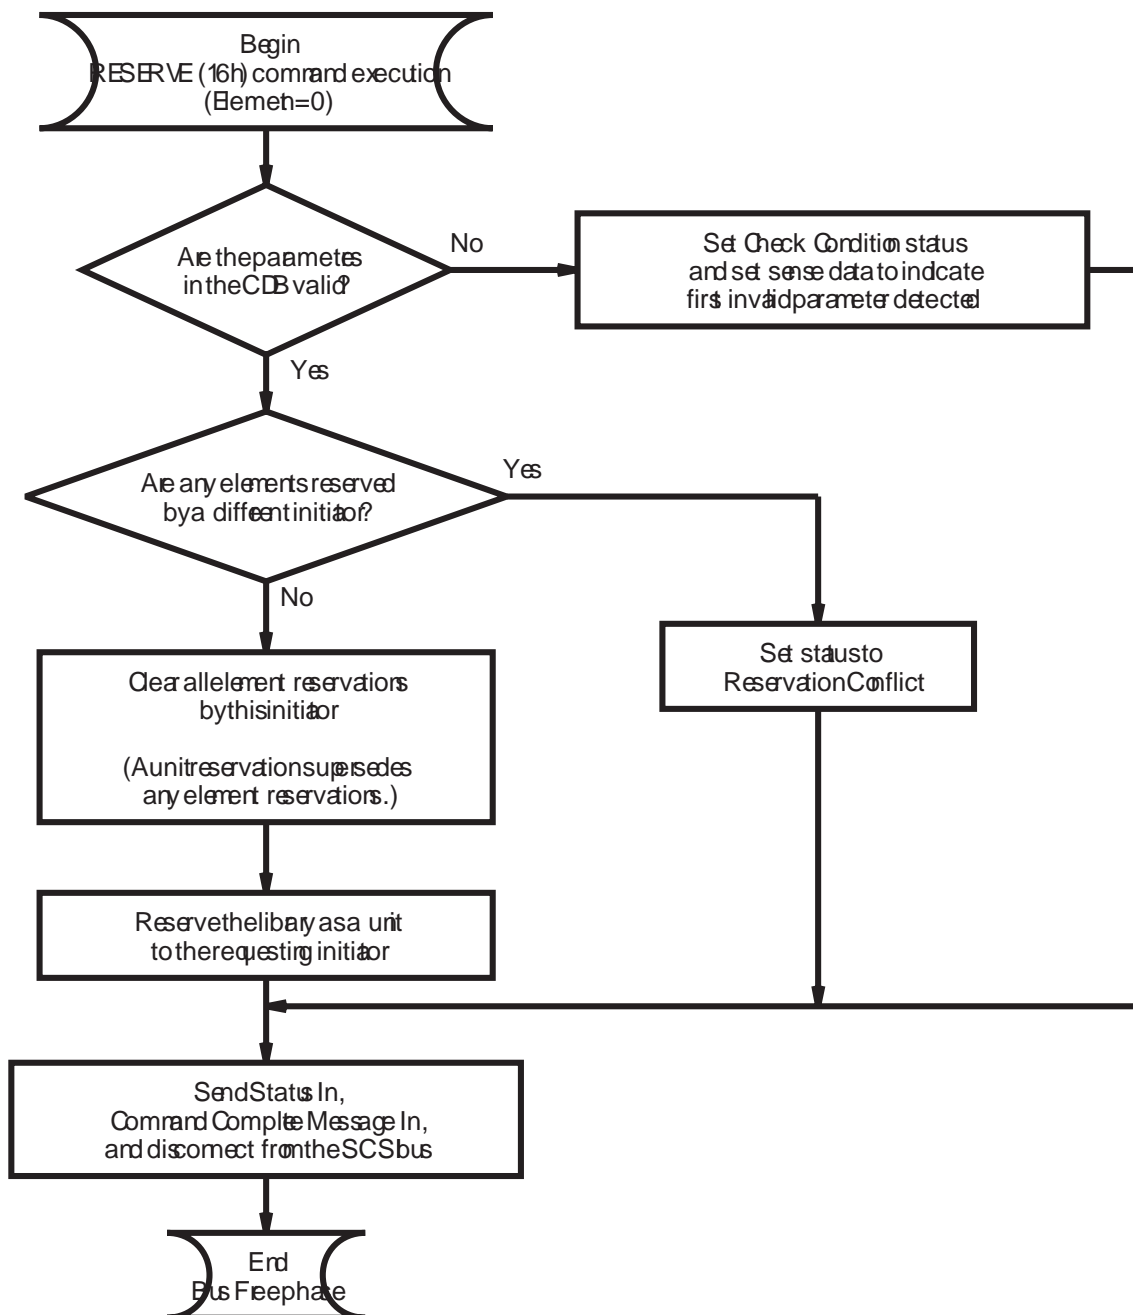 Begin
RESERVE (16h) command execution
(Element=0)
Are the parameters
in the CDB valid?
No
Set Check Condition status
and set sense data to indicate
first invalid parameter detected
Yes
Are any elements reserved
by a different initiator?
Yes
No
Set status to
Reservation Conflict
Clear all element reservations
by this initiator
(A unit reservation supersedes
any element reservations.)
Reserve the library as a unit
to the requesting initiator
Send Status In,
Command Complete Message In,
and disconnect from the SCSI bus
End
Bus Free phase